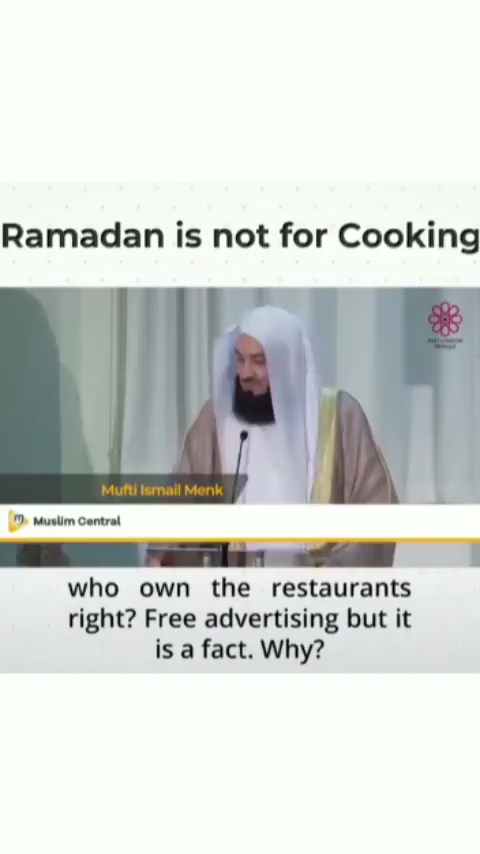 Ramadan is not for Cooking
Mufti Ismail Menk
Muslim Central
who own the restaurants
right? Free advertising but it
is a fact. Why?